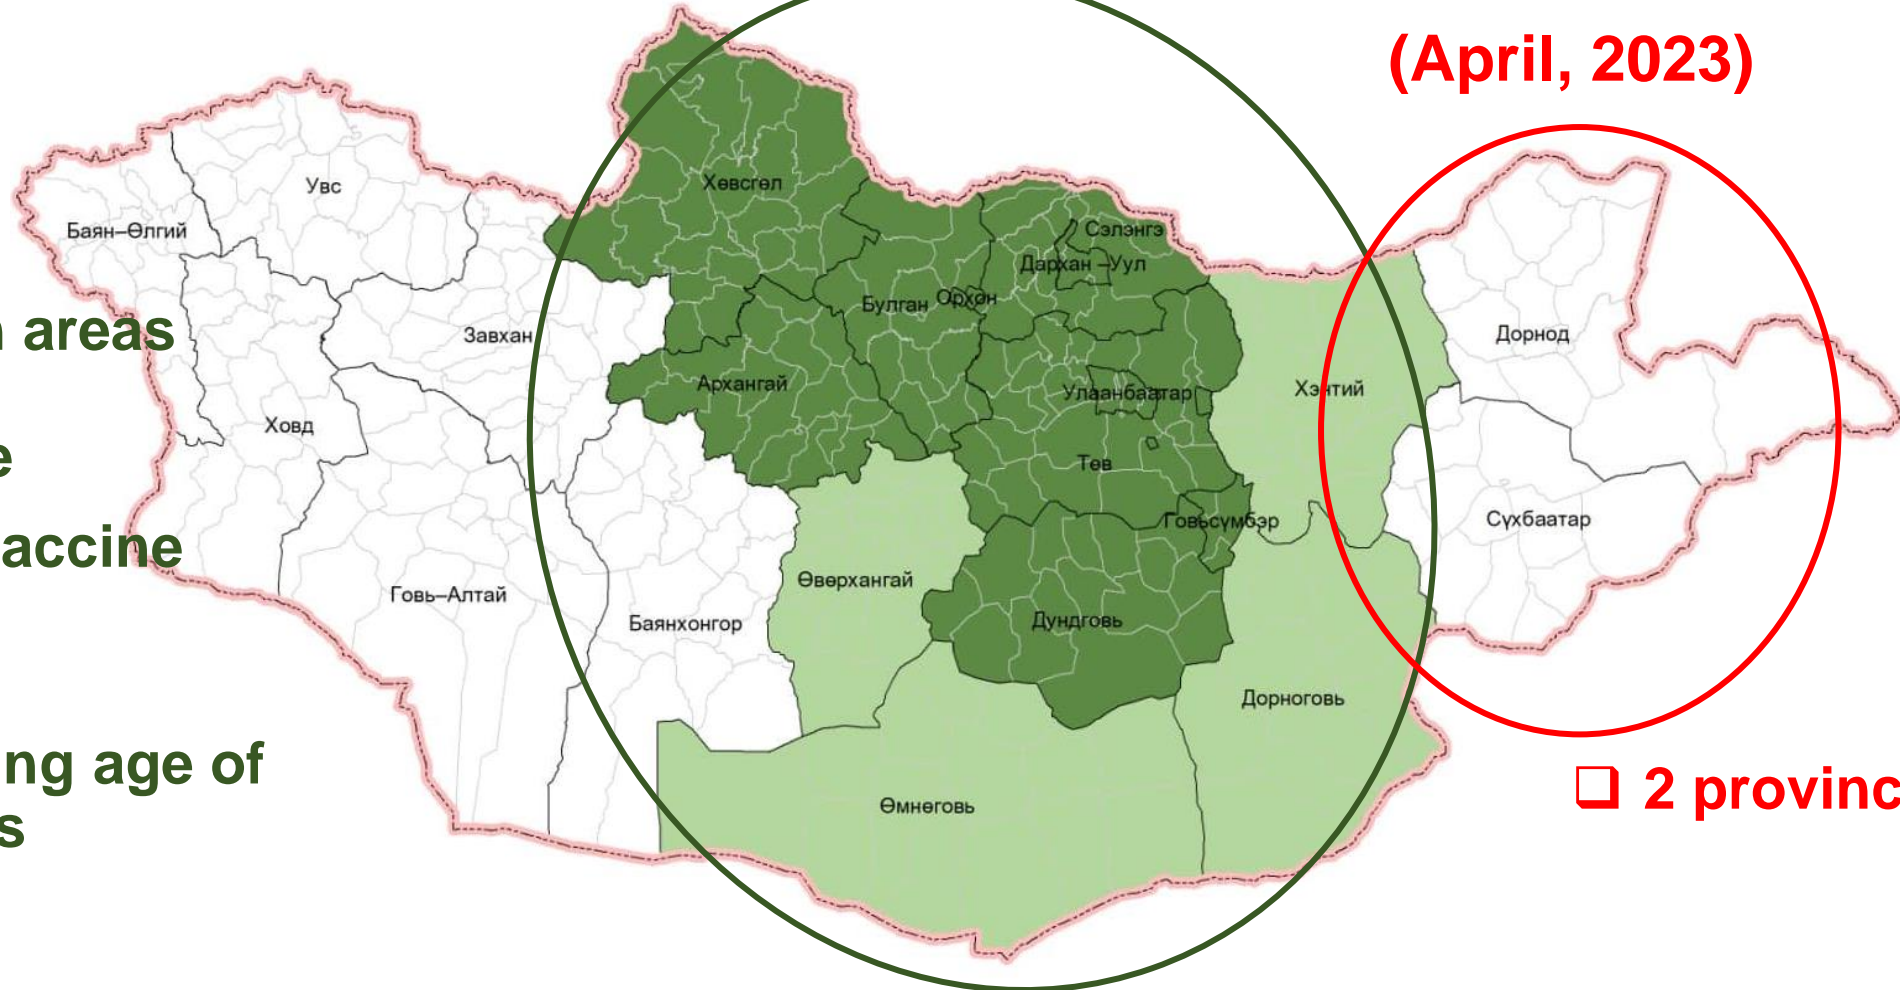 (April, 2023)
Хөвсгөл
Увс
Баян–Өлгий
Сэлэнгэ
Дархан –Уул
Булган
Орхон
areas
Завхан
Дорнод
Архангай
Улаанбаатар
Хэнтий
Ховд
Төв
Говьсүмбэр
Сүхбаатар
accine
Өвөрхангай
Говь–Алтай
Баянхонгор
Дундговь
Дорноговь
ng age of
s
❑ 2 provinc
Өмнөговь